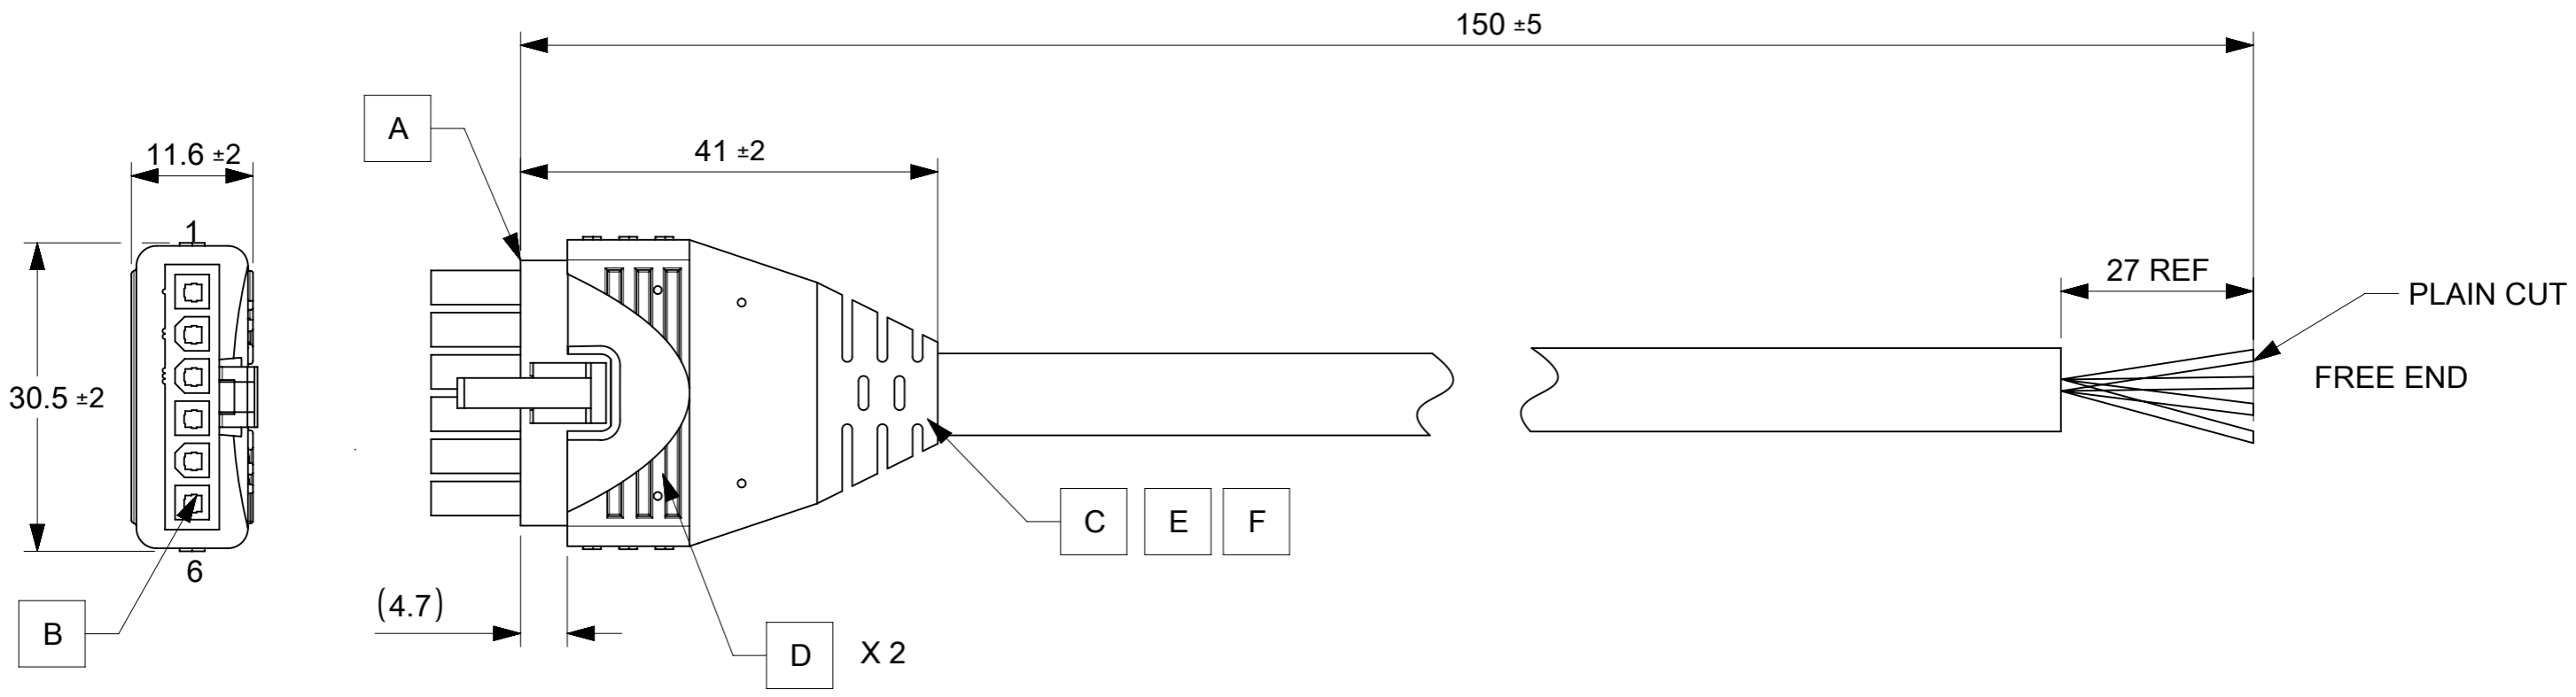 150 ±5
A
11.6 ±2
41 ±2
1
27 REF
PLAIN CUT
FREE END
30.5 ±2
C E F
6
(4.7)
B
D X 2